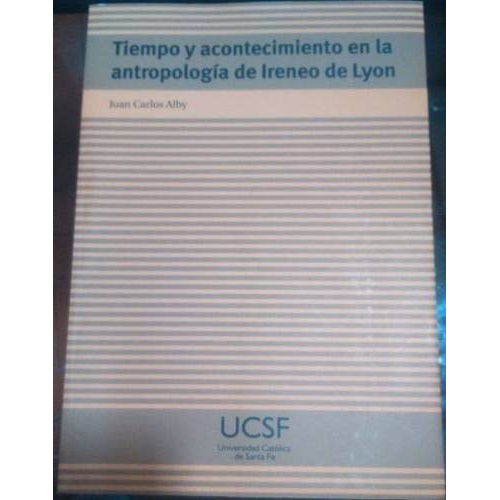 Tiempo y acontecimiento en la
antropología de Ireneo de Lyon
Juan Carlos Alby
UCSF
Universidad Católica
de Santa Fe